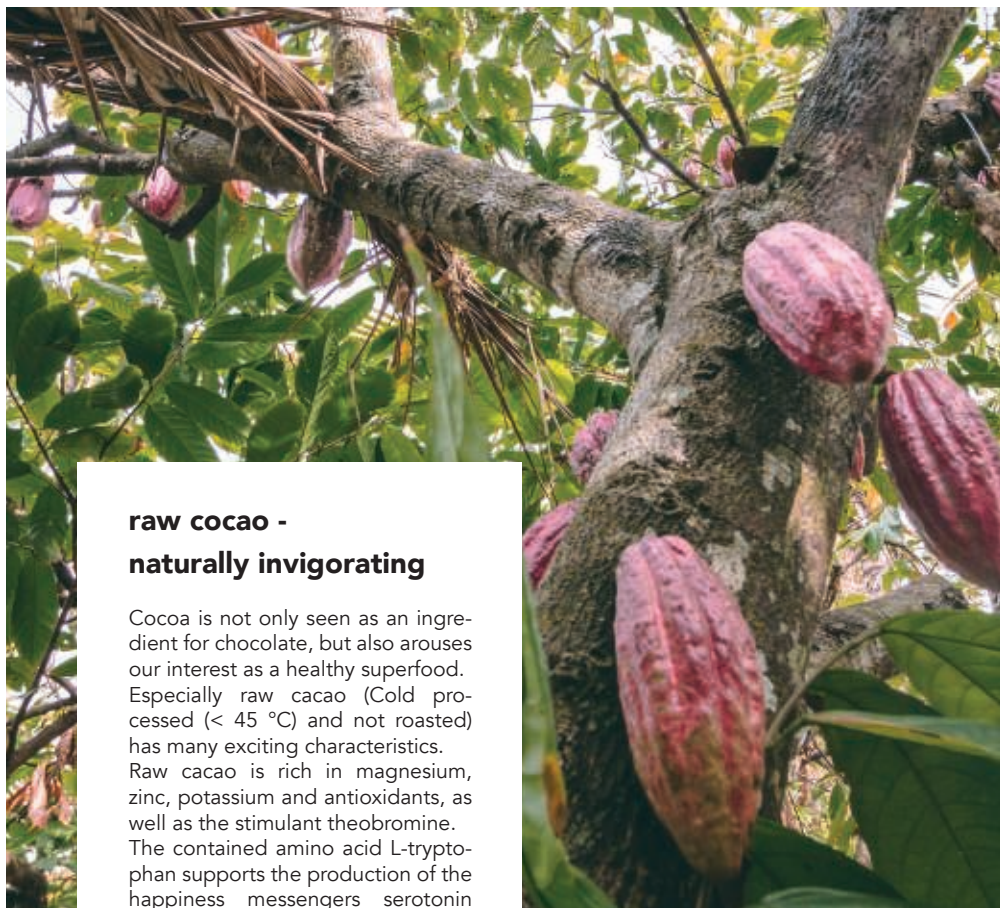 raw cocao -
naturally invigorating
Cocoa is not only seen as an ingre-
dient for chocolate, but also arouses
our interest as a healthy superfood.
Especially raw cacao (Cold pro-
cessed (< 45 °C) and not roasted)
has many exciting characteristics.
Raw cacao is rich in magnesium,
zinc, potassium and antioxidants, as
well as the stimulant theobromine.
The contained amino acid L-trypto-
phan supports the production of the
happiness messengers serotonin